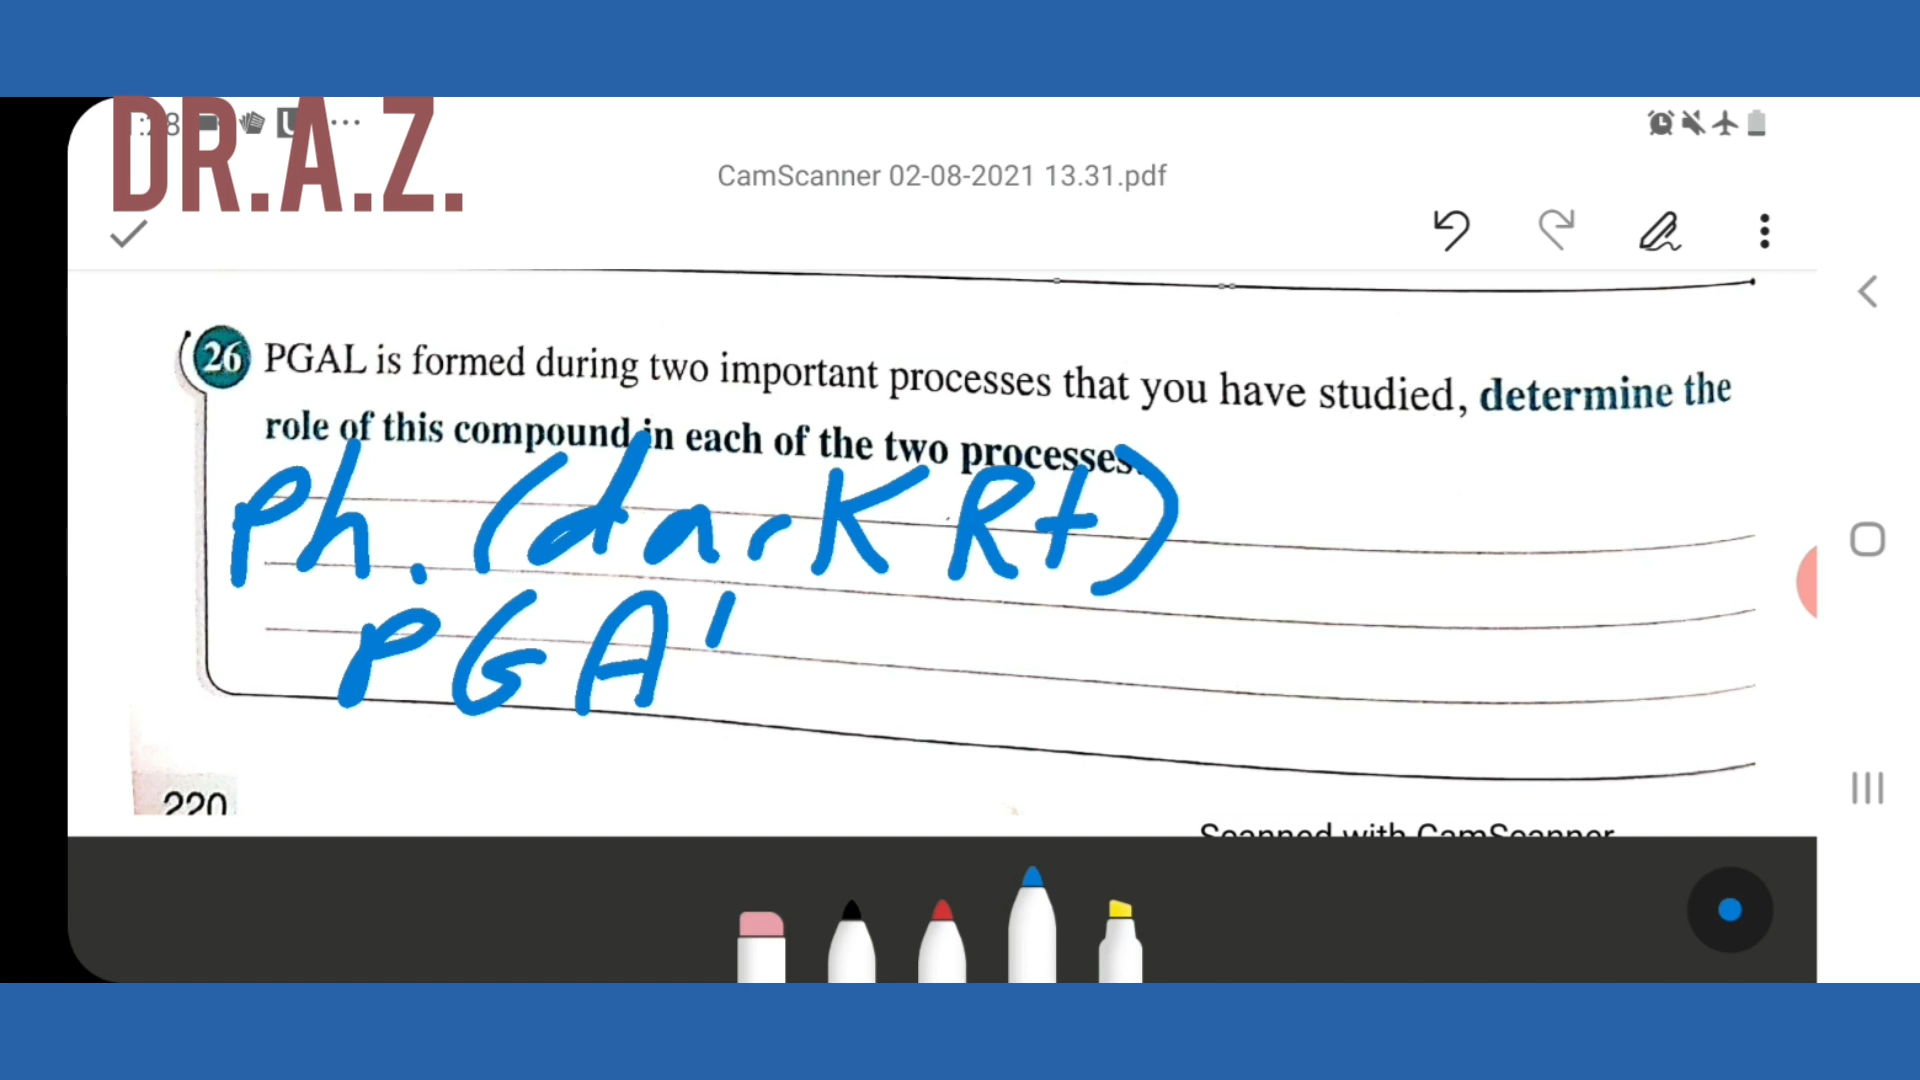 DR.A.Z.
CamScanner 02-08-2021 13.31.pdf
26 PGAL is formed during two important processes that you have studied, determine the
role of this compound in each of the two processes.
Ph. (dark Rt)
PGA
220
Scanned with CamScanner